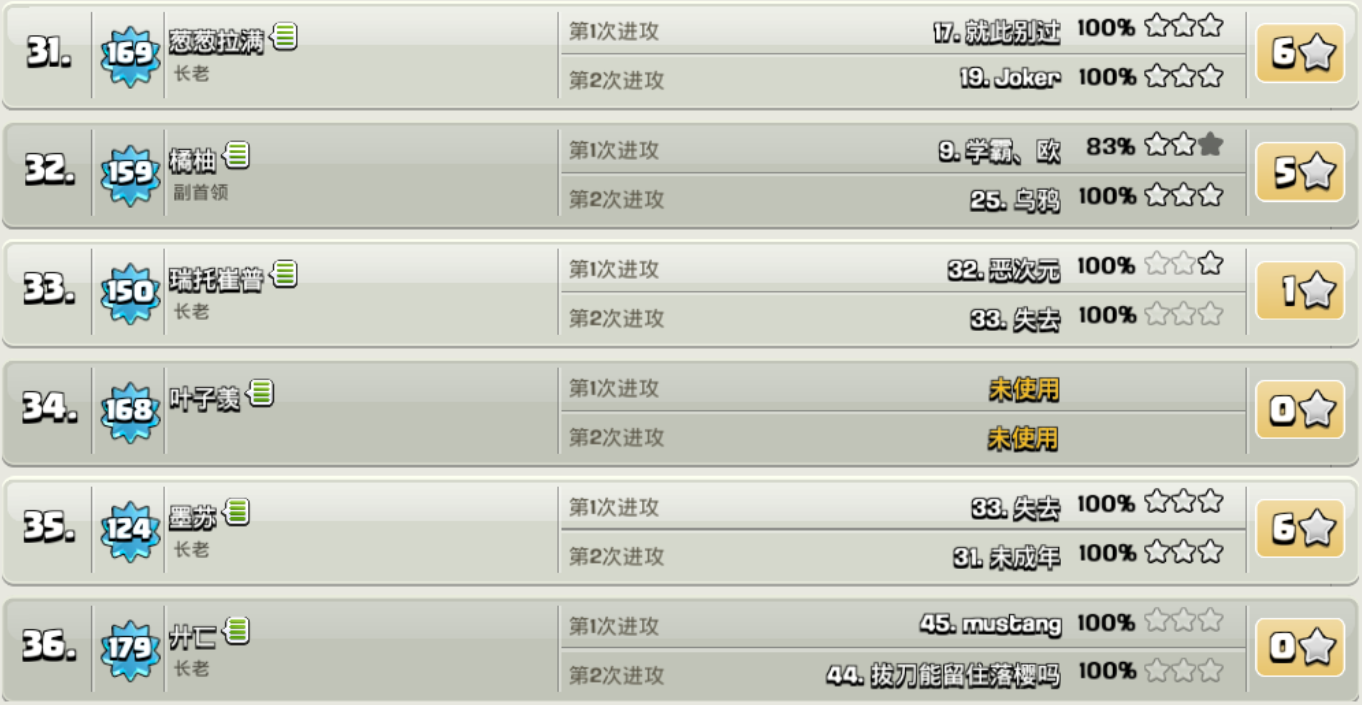 31. 169 葱葱拉满 第1次进攻 17. 就此别过 100% 6
长老 第2次进攻 19. Joker 100%
32. 159 橘柚 第1次进攻 9. 学霸、欧 83% 5
副首领 第2次进攻 25. 乌鸦 100%
33. 150 瑞托崔普 第1次进攻 32. 恶次元 100% 1
长老 第2次进攻 33. 失去 100%
34. 168 叶子羡 第1次进攻 未使用 0
第2次进攻 未使用
35. 124 墨苏 第1次进攻 33. 失去 100% 6
长老 第2次进攻 31. 未成年 100%
36. 179 廾匸 第1次进攻 45. mustang 100% 0
长老 第2次进攻 44. 拔刀能留住落樱吗 100%